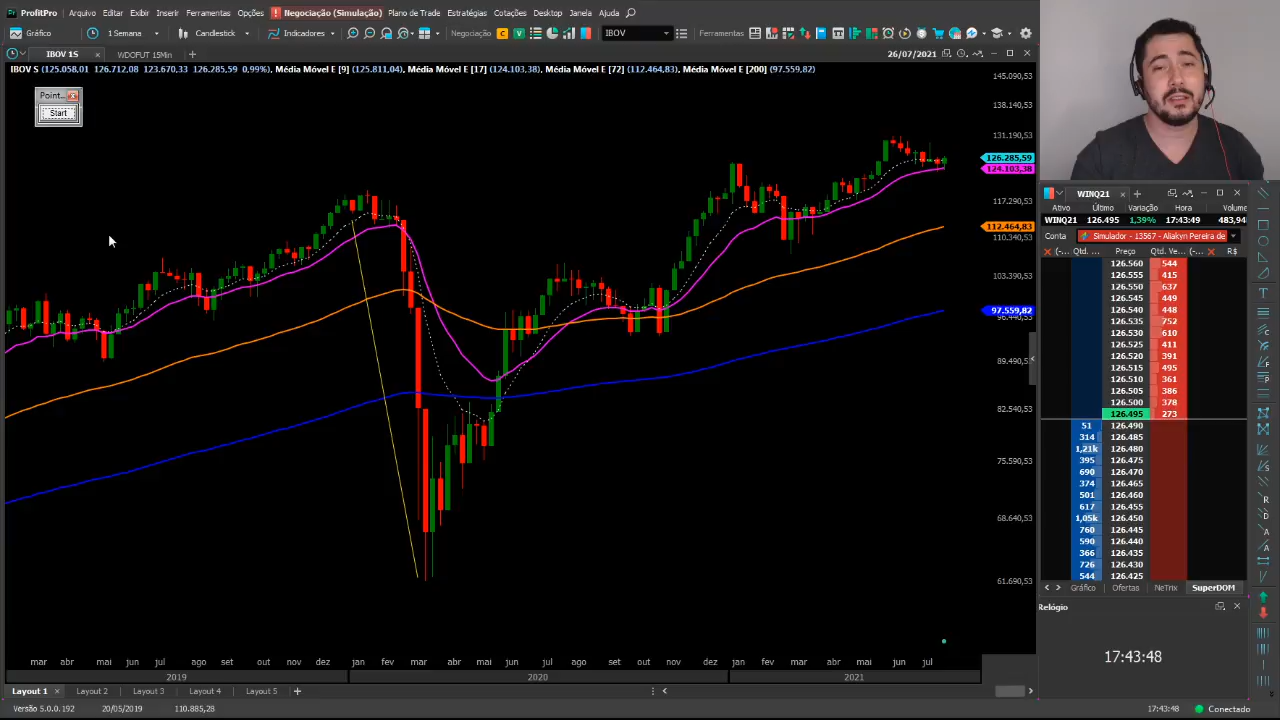 ProfitPro Arquivo Editar Exibir Inserir Ferramentas Opções Negociação (Simulação) Plano de Trade Estratégias Cotações Desktop Janela Ajuda
Gráfico 1 Semana Candlestick Indicadores Negociação C V IBOV Ferramentas
IBOV 1S WDOFUT 15Min
IBOV S (125.058,01 126.712,08 123.670,33 126.285,59 0,99%), Média Móvel E [9] (125.811,04), Média Móvel E [17] (124.103,38), Média Móvel E [72] (112.464,83), Média Móvel E [200] (97.559,82)
26/07/2021
Point...
Start
145.090,53
138.140,53
131.190,53
126.285,59
124.103,38
117.290,53
112.464,83
110.340,53
103.390,53
97.559,82
96.440,53
89.490,53
82.540,53
75.590,53
68.640,53
61.690,53
mar abr mai jun jul ago set out nov dez jan fev mar abr mai jun jul ago set out nov dez jan fev mar abr mai jun jul
2019 2020 2021
Layout 1 Layout 2 Layout 3 Layout 4 Layout 5
Versão 5.0.0.192 20/05/2019 110.885,28
WINQ21
Ativo Último Variação Hora Volume
WINQ21 126.495 1,39% 17:43:49 483,94
Conta Simulador - 13567 - Aliakyn Pereira de
(-... Qtd. Preço Qtd. Ve... (-... R$
126.560 544
126.555 415
126.550 637
126.545 449
126.540 448
126.535 752
126.530 610
126.525 411
126.520 391
126.515 495
126.510 361
126.505 386
126.500 378
126.495 273
51 126.490
314 126.485
1,21k 126.480
395 126.475
690 126.470
374 126.465
501 126.460
617 126.455
1,05k 126.450
760 126.445
590 126.440
366 126.435
726 126.430
544 126.425
Gráfico Ofertas NeTrix SuperDOM
Relógio
17:43:48
17:43:48 Conectado